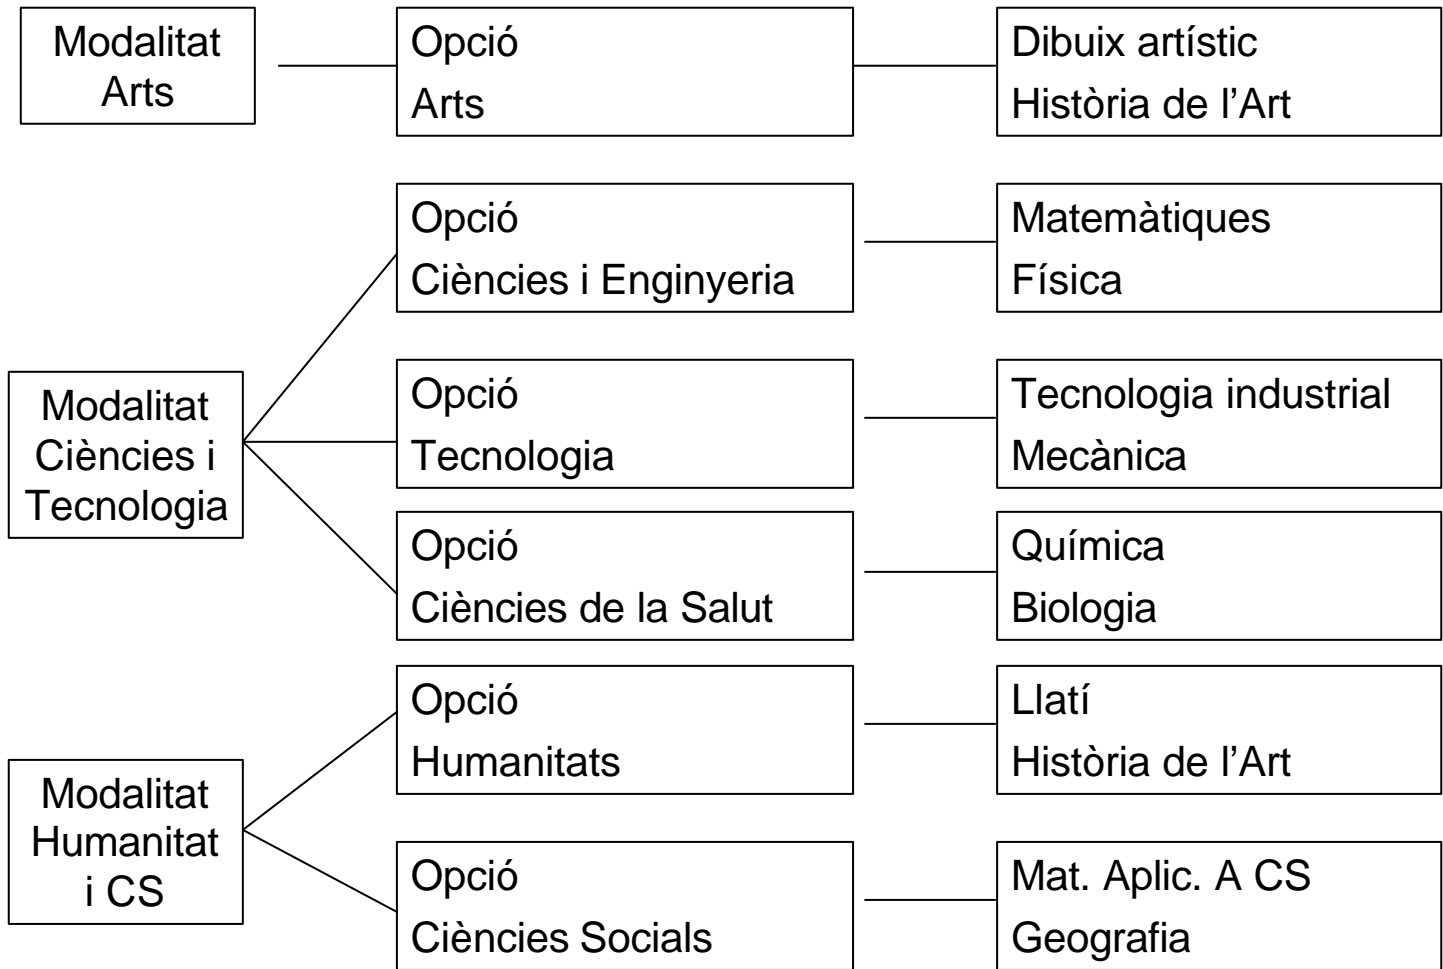 Modalitat
Arts
Opció
Arts
Dibuix artístic
Història de l’Art
Modalitat
Ciències i
Tecnologia
Opció
Ciències i Enginyeria
Matemàtiques
Física
Opció
Tecnologia
Tecnologia industrial
Mecànica
Opció
Ciències de la Salut
Química
Biologia
Modalitat
Humanitat
i CS
Opció
Humanitats
Llatí
Història de l’Art
Opció
Ciències Socials
Mat. Aplic. A CS
Geografia